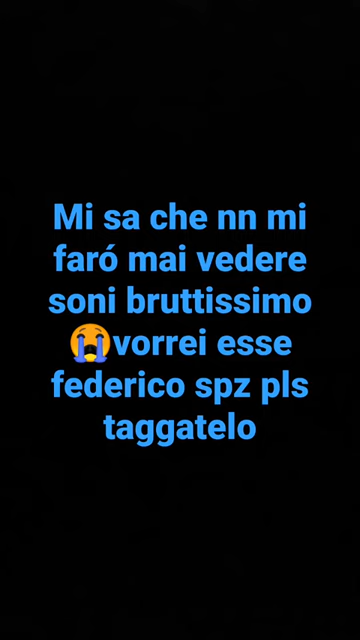 Mi sa che nn mi
faró mai vedere
soni bruttissimo
😭vorrei esse
federico spz pls
taggatelo